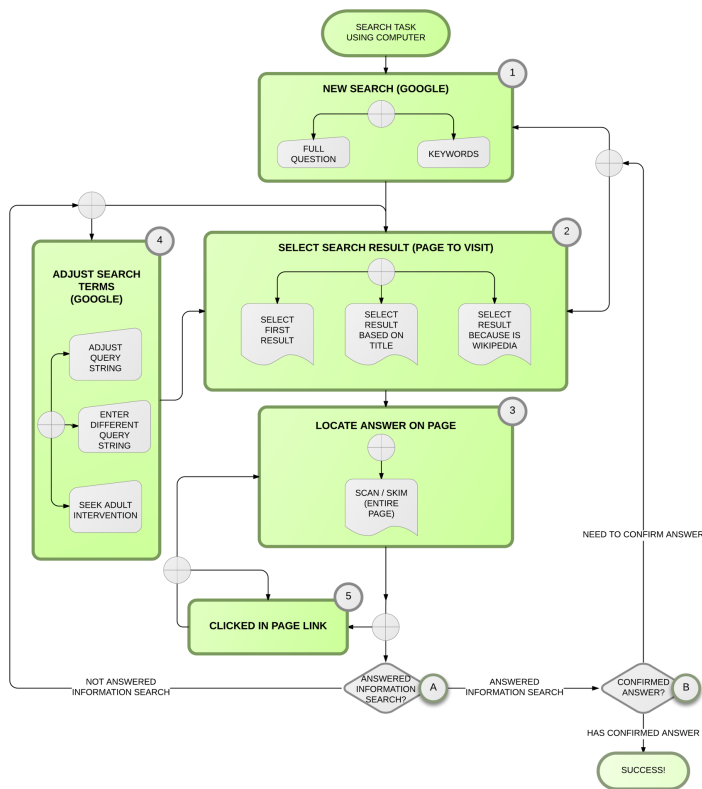 SEARCH TASK
USING COMPUTER
1
NEW SEARCH (GOOGLE)
FULL
QUESTION
KEYWORDS
4
ADJUST SEARCH
TERMS
(GOOGLE)
ADJUST
QUERY
STRING
ENTER
DIFFERENT
QUERY
STRING
SEEK ADULT
INTERVENTION
2
SELECT SEARCH RESULT (PAGE TO VISIT)
SELECT
FIRST
RESULT
SELECT
RESULT
BASED ON
TITLE
SELECT
RESULT
BECAUSE IS
WIKIPEDIA
3
LOCATE ANSWER ON PAGE
SCAN / SKIM
(ENTIRE
PAGE)
NEED TO CONFIRM ANSWER
5
CLICKED IN PAGE LINK
NOT ANSWERED
INFORMATION SEARCH
ANSWERED
INFORMATION
SEARCH?
A
ANSWERED
INFORMATION SEARCH
CONFIRMED
ANSWER?
B
HAS CONFIRMED ANSWER
SUCCESS!